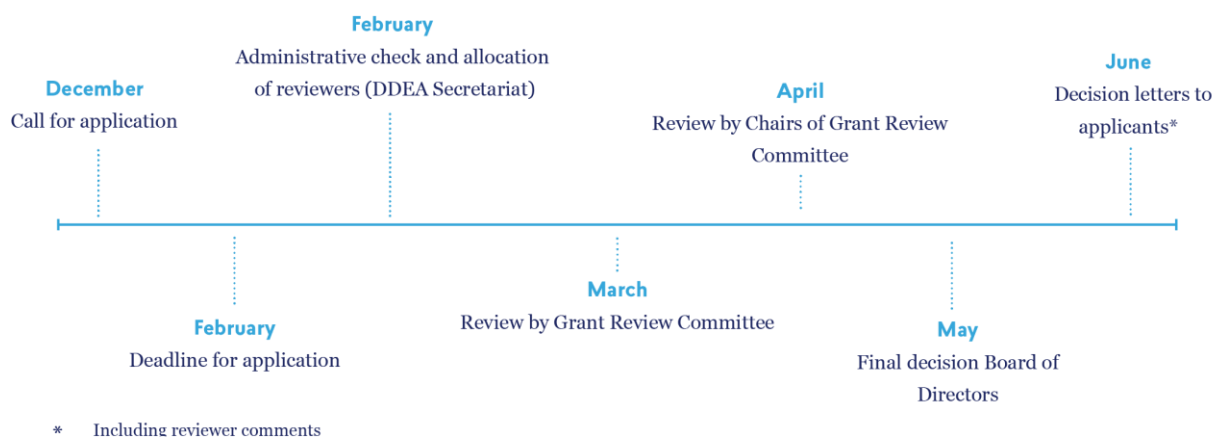 December
Call for application
February
Deadline for application
February
Administrative check and allocation
of reviewers (DDEA Secretariat)
March
Review by Grant Review Committee
April
Review by Chairs of Grant Review
Committee
May
Final decision Board of
Directors
June
Decision letters to
applicants*
* Including reviewer comments